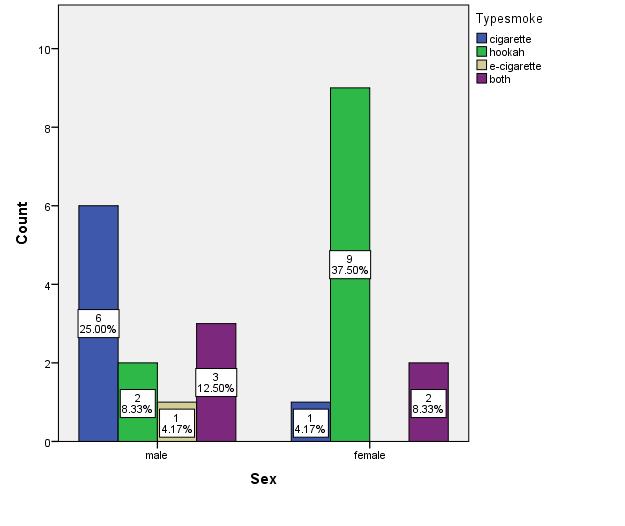 Typesmoke
cigarette
hookah
e-cigarette
both
Count
10
8
6
4
2
0
6
25.00%
2
8.33%
1
4.17%
3
12.50%
1
4.17%
9
37.50%
2
8.33%
male
female
Sex